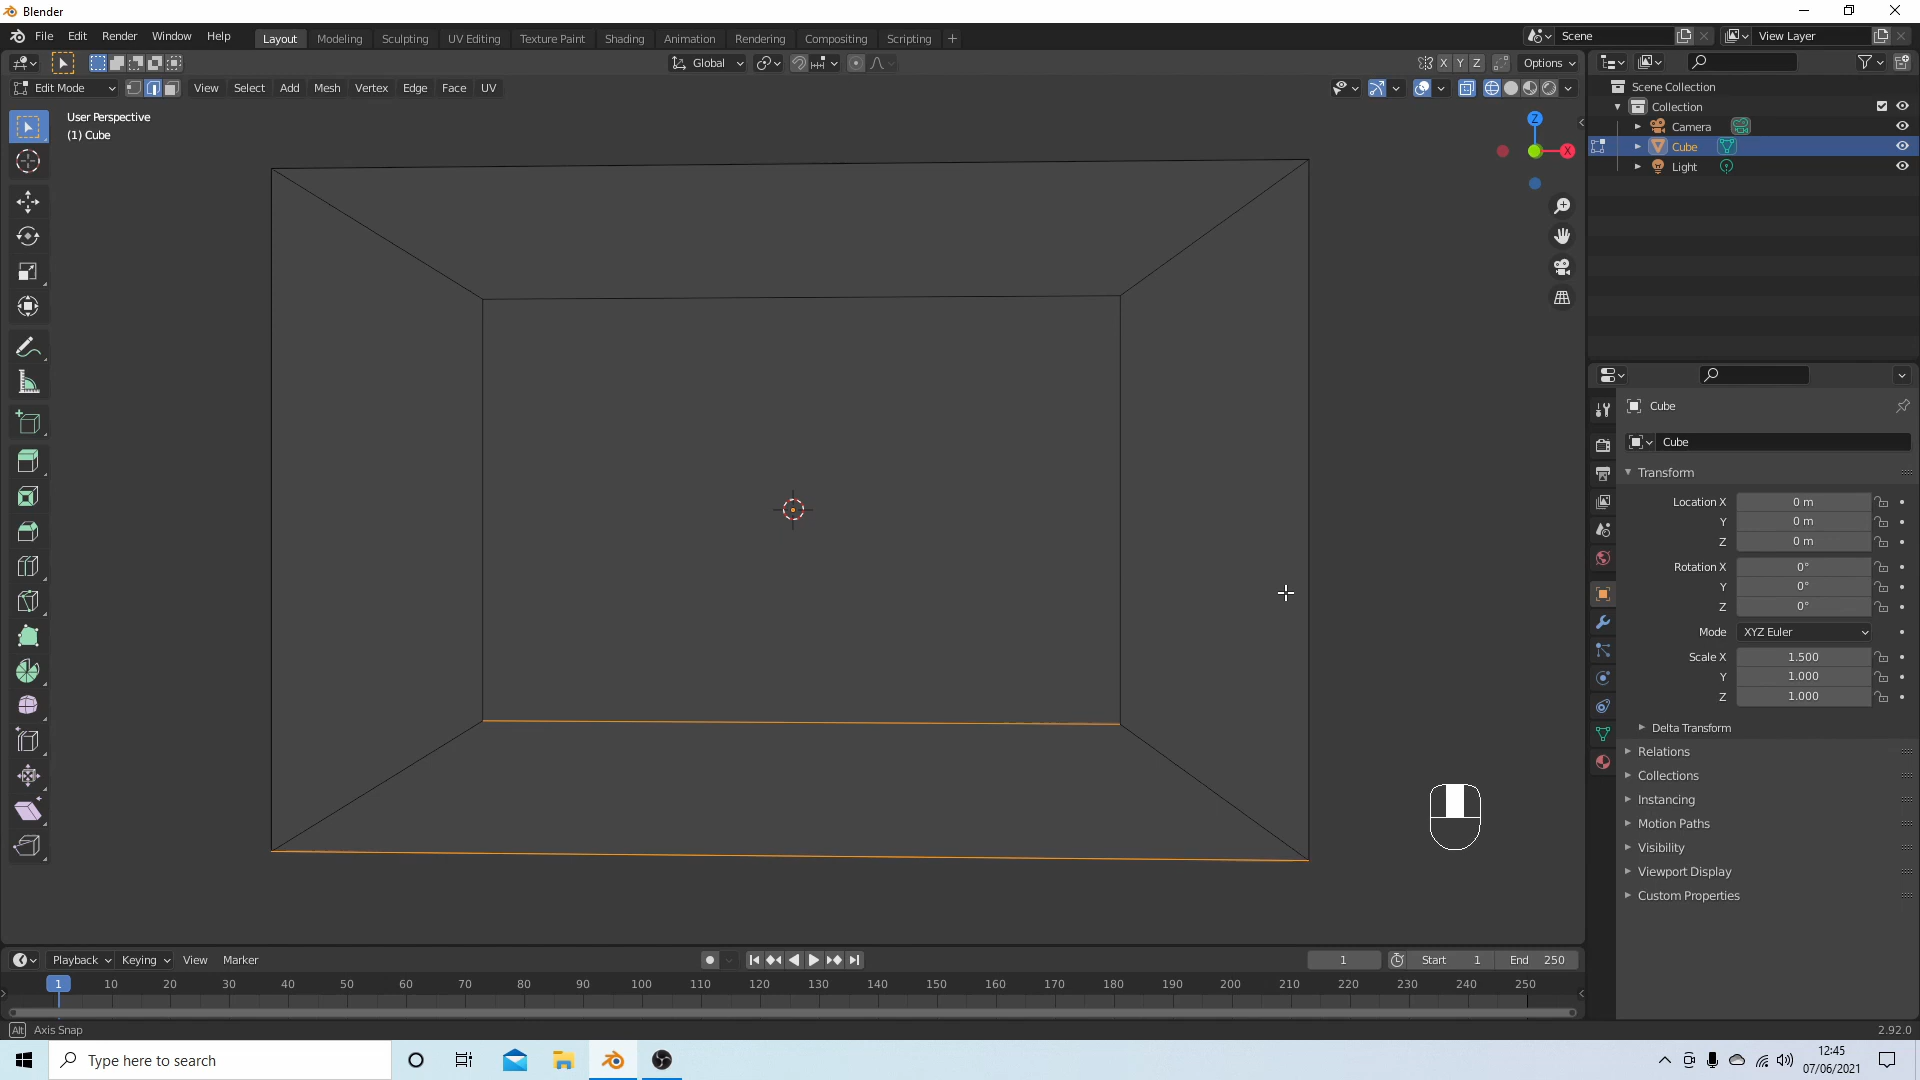 Blender
File Edit Render Window Help
Layout Modeling Sculpting UV Editing Texture Paint Shading Animation Rendering Compositing Scripting +
Scene
View Layer
Global
X Y Z
Options
Edit Mode
View Select Add Mesh Vertex Edge Face UV
User Perspective
(1) Cube
Z
X
Scene Collection
Collection
Camera
Cube
Light
Cube
Cube
Transform
Location X 0 m
Y 0 m
Z 0 m
Rotation X 0°
Y 0°
Z 0°
Mode XYZ Euler
Scale X 1.500
Y 1.000
Z 1.000
Delta Transform
Relations
Collections
Instancing
Motion Paths
Visibility
Viewport Display
Custom Properties
Playback Keying View Marker
1
Start 1
End 250
1 10 20 30 40 50 60 70 80 90 100 110 120 130 140 150 160 170 180 190 200 210 220 230 240 250
Alt Axis Snap
2.92.0
Type here to search
12:45
07/06/2021